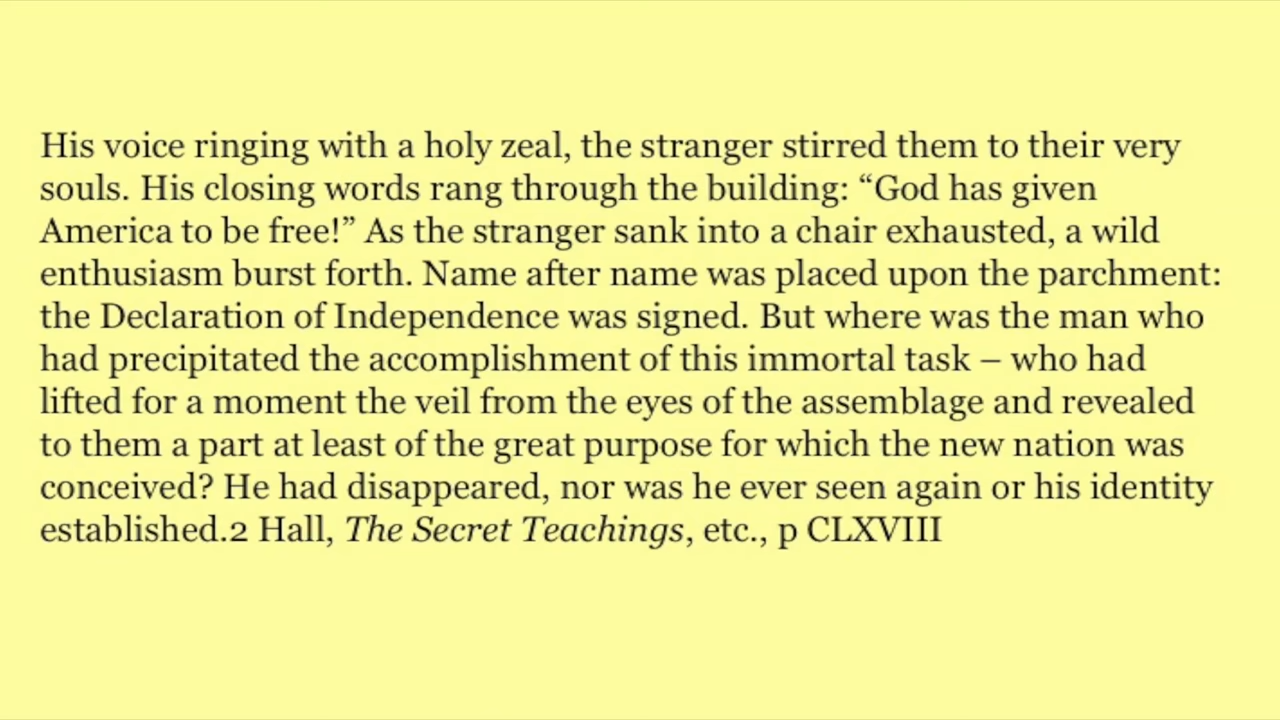 His voice ringing with a holy zeal, the stranger stirred them to their very
souls. His closing words rang through the building: “God has given
America to be free!” As the stranger sank into a chair exhausted, a wild
enthusiasm burst forth. Name after name was placed upon the parchment:
the Declaration of Independence was signed. But where was the man who
had precipitated the accomplishment of this immortal task – who had
lifted for a moment the veil from the eyes of the assemblage and revealed
to them a part at least of the great purpose for which the new nation was
conceived? He had disappeared, nor was he ever seen again or his identity
established.2 Hall, The Secret Teachings, etc., p CLXVIII